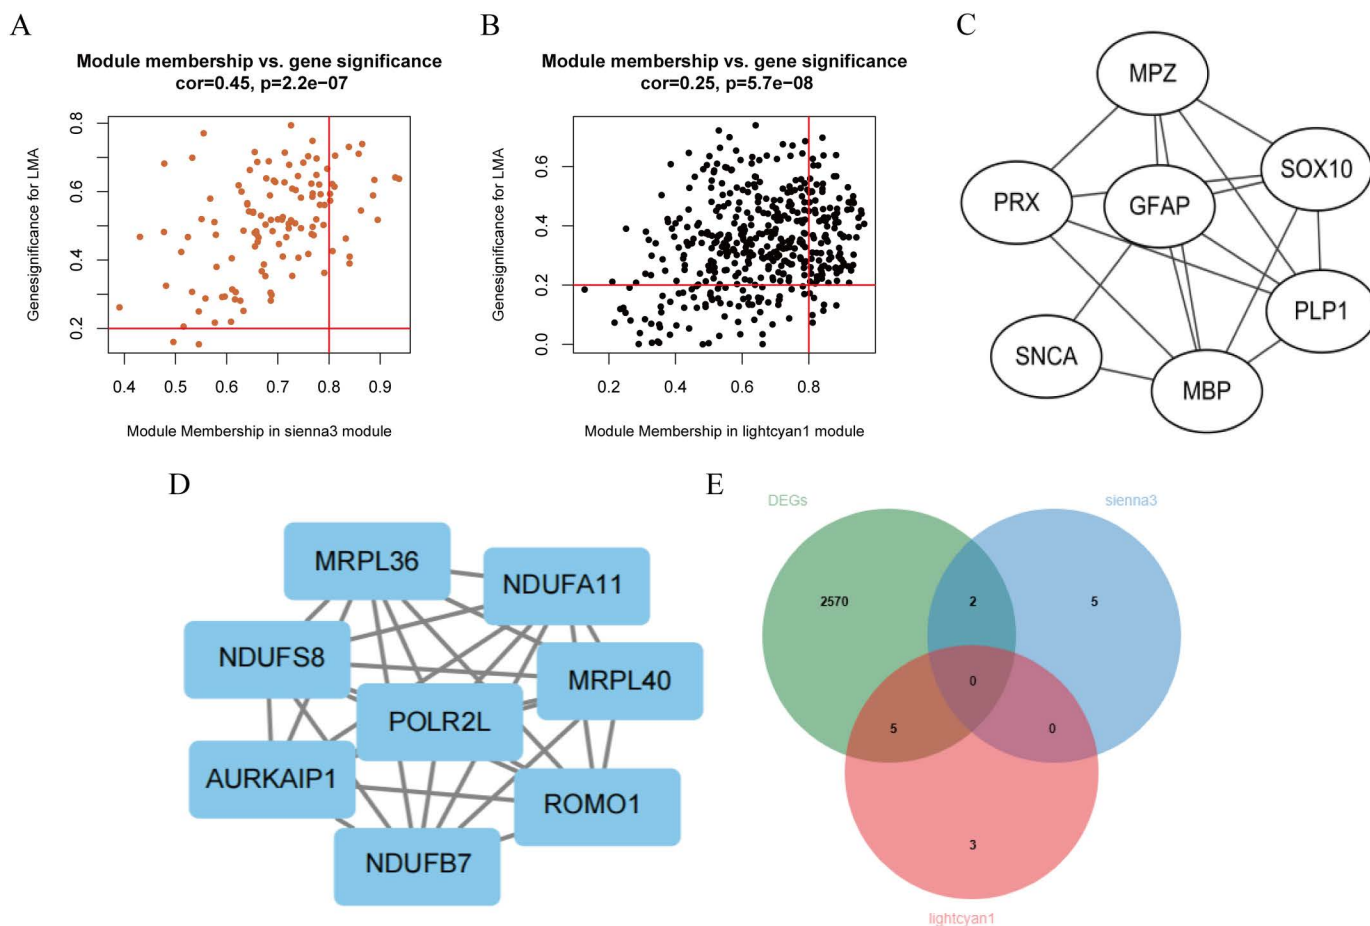 A
Module membership vs. gene significance
cor=0.45, p=2.2e−07
Genesignificance for LMA
0.8
0.6
0.4
0.2
0.4 0.5 0.6 0.7 0.8 0.9
Module Membership in sienna3 module
B
Module membership vs. gene significance
cor=0.25, p=5.7e−08
Genesignificance for LMA
0.6
0.4
0.2
0.0
0.2 0.4 0.6 0.8
Module Membership in lightcyan1 module
C
MPZ
SOX10
PRX
GFAP
PLP1
SNCA
MBP
D
MRPL36
NDUFA11
NDUFS8
MRPL40
POLR2L
AURKAIP1
ROMO1
NDUFB7
E
DEGs
sienna3
2570
2
5
0
5
0
3
lightcyan1